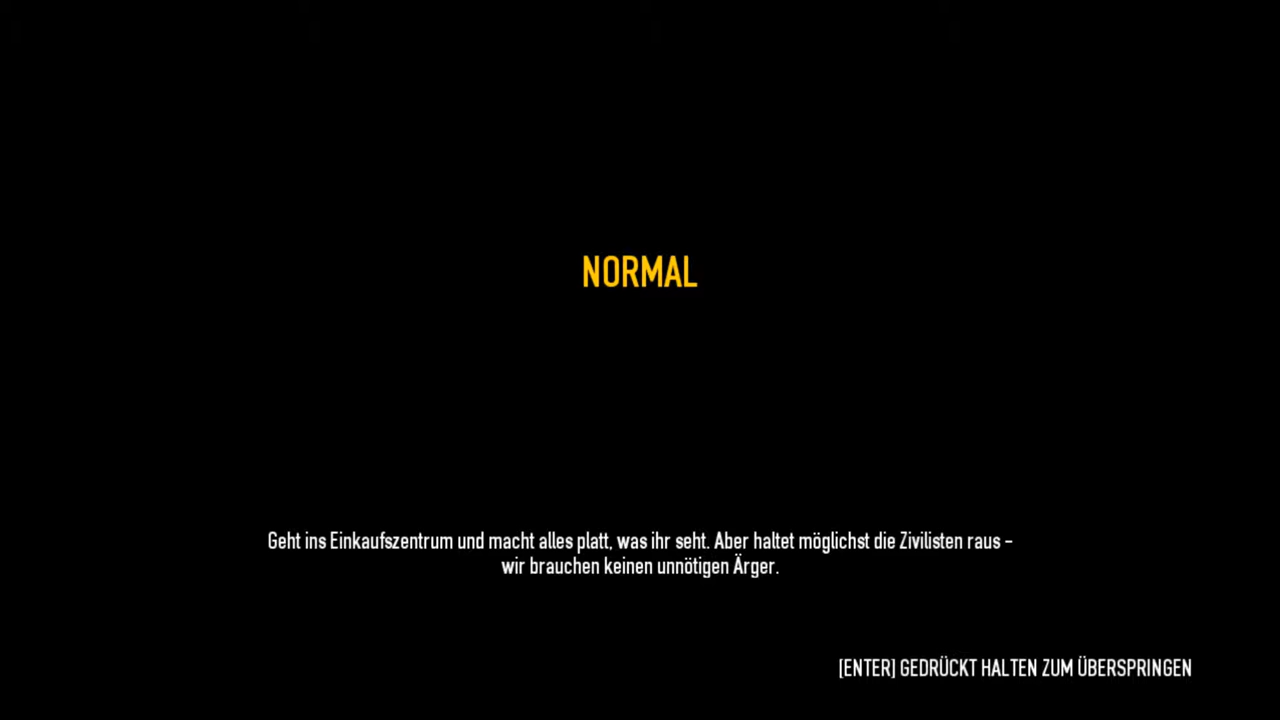 NORMAL
Geht ins Einkaufszentrum und macht alles platt, was ihr seht. Aber haltet möglichst die Zivilisten raus –
wir brauchen keinen unnötigen Ärger.
[ENTER] GEDRÜCKT HALTEN ZUM ÜBERSPRINGEN